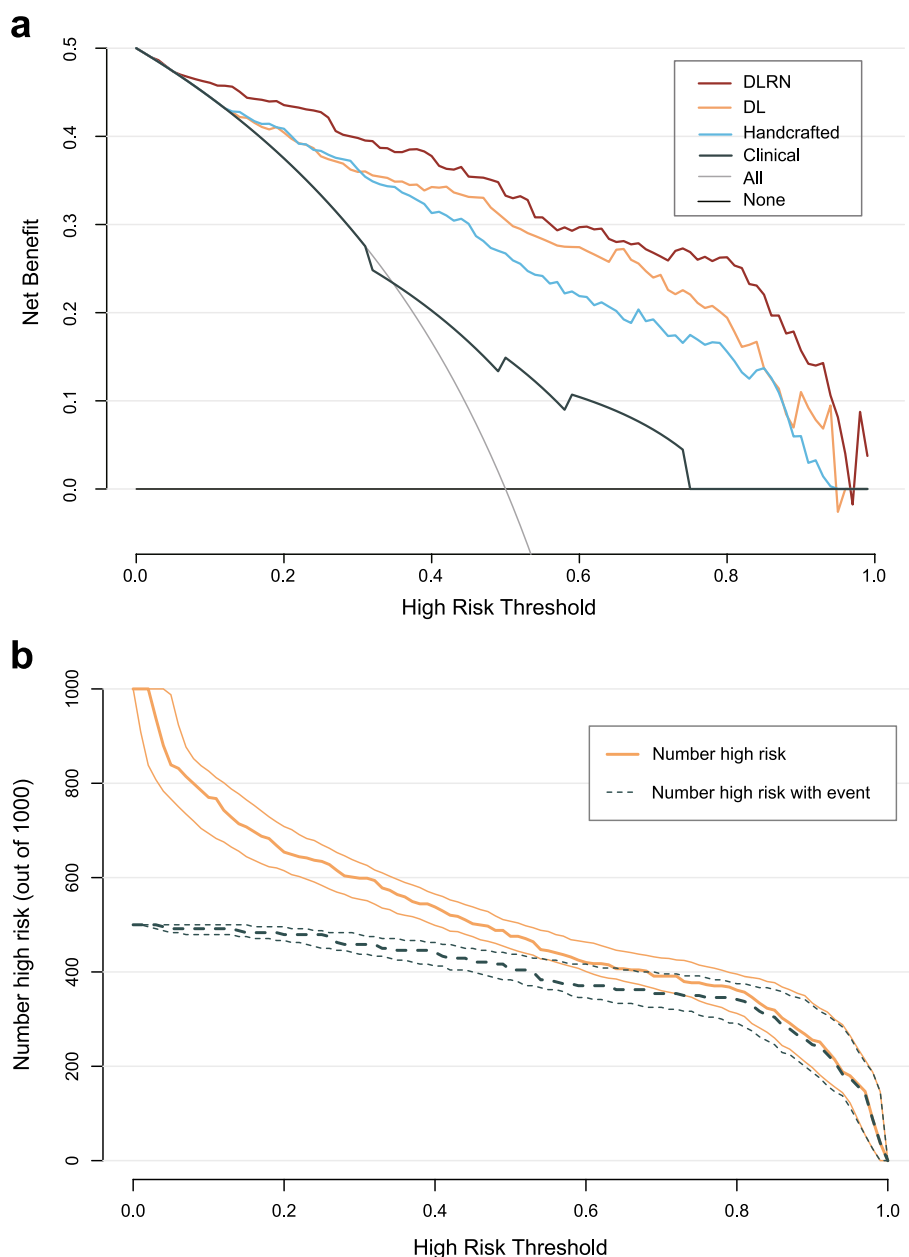 a
0.5
0.4
0.3
0.2
0.1
0.0
Net Benefit
DLRN
DL
Handcrafted
Clinical
All
None
0.0 0.2 0.4 0.6 0.8 1.0
High Risk Threshold
b
1000
800
600
400
200
0
Number high risk (out of 1000)
Number high risk
Number high risk with event
0.0 0.2 0.4 0.6 0.8 1.0
High Risk Threshold